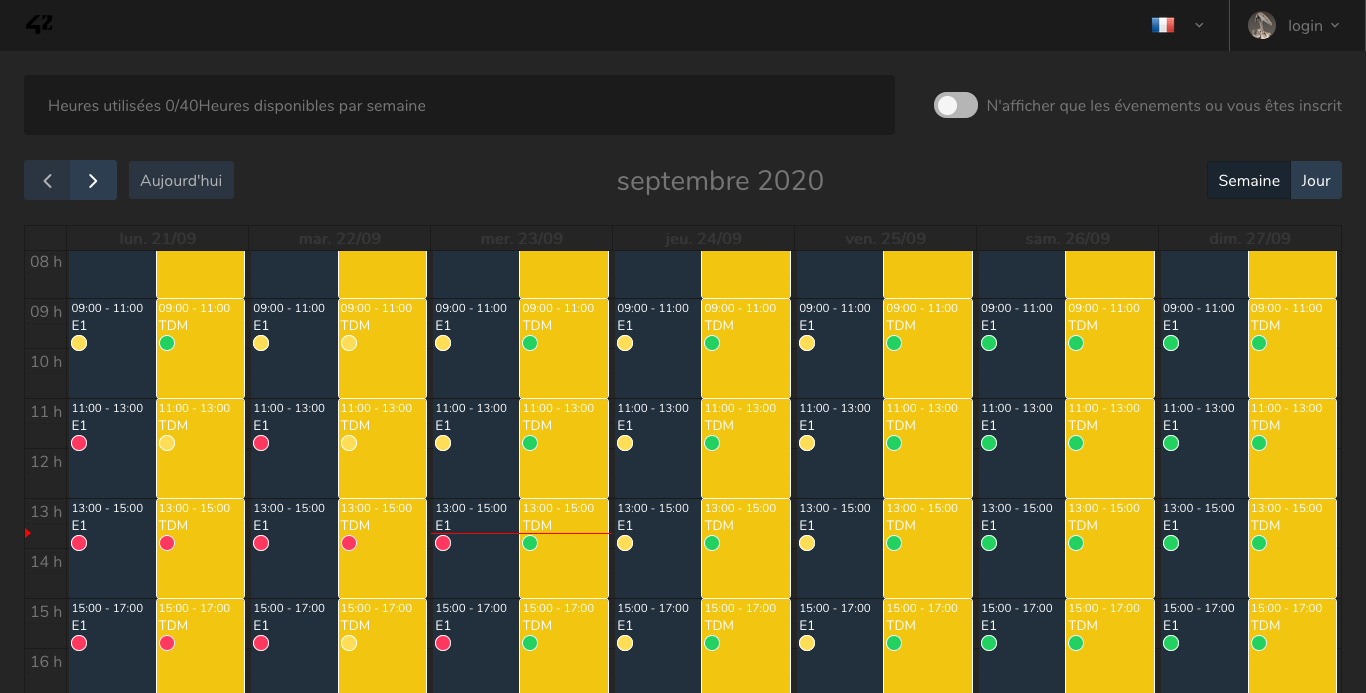 42
login
Heures utilisées 0/40Heures disponibles par semaine
N'afficher que les évenements ou vous êtes inscrit
Aujourd'hui
septembre 2020
Semaine Jour
lun. 21/09 mar. 22/09 mer. 23/09 jeu. 24/09 ven. 25/09 sam. 26/09 dim. 27/09
08 h
09 h 09:00 - 11:00 09:00 - 11:00 09:00 - 11:00 09:00 - 11:00 09:00 - 11:00 09:00 - 11:00 09:00 - 11:00 09:00 - 11:00 09:00 - 11:00 09:00 - 11:00 09:00 - 11:00 09:00 - 11:00 09:00 - 11:00 09:00 - 11:00
E1 TDM E1 TDM E1 TDM E1 TDM E1 TDM E1 TDM E1 TDM
10 h
11 h 11:00 - 13:00 11:00 - 13:00 11:00 - 13:00 11:00 - 13:00 11:00 - 13:00 11:00 - 13:00 11:00 - 13:00 11:00 - 13:00 11:00 - 13:00 11:00 - 13:00 11:00 - 13:00 11:00 - 13:00 11:00 - 13:00 11:00 - 13:00
E1 TDM E1 TDM E1 TDM E1 TDM E1 TDM E1 TDM E1 TDM
12 h
13 h 13:00 - 15:00 13:00 - 15:00 13:00 - 15:00 13:00 - 15:00 13:00 - 15:00 13:00 - 15:00 13:00 - 15:00 13:00 - 15:00 13:00 - 15:00 13:00 - 15:00 13:00 - 15:00 13:00 - 15:00 13:00 - 15:00 13:00 - 15:00
E1 TDM E1 TDM E1 TDM E1 TDM E1 TDM E1 TDM E1 TDM
14 h
15 h 15:00 - 17:00 15:00 - 17:00 15:00 - 17:00 15:00 - 17:00 15:00 - 17:00 15:00 - 17:00 15:00 - 17:00 15:00 - 17:00 15:00 - 17:00 15:00 - 17:00 15:00 - 17:00 15:00 - 17:00 15:00 - 17:00 15:00 - 17:00
E1 TDM E1 TDM E1 TDM E1 TDM E1 TDM E1 TDM E1 TDM
16 h